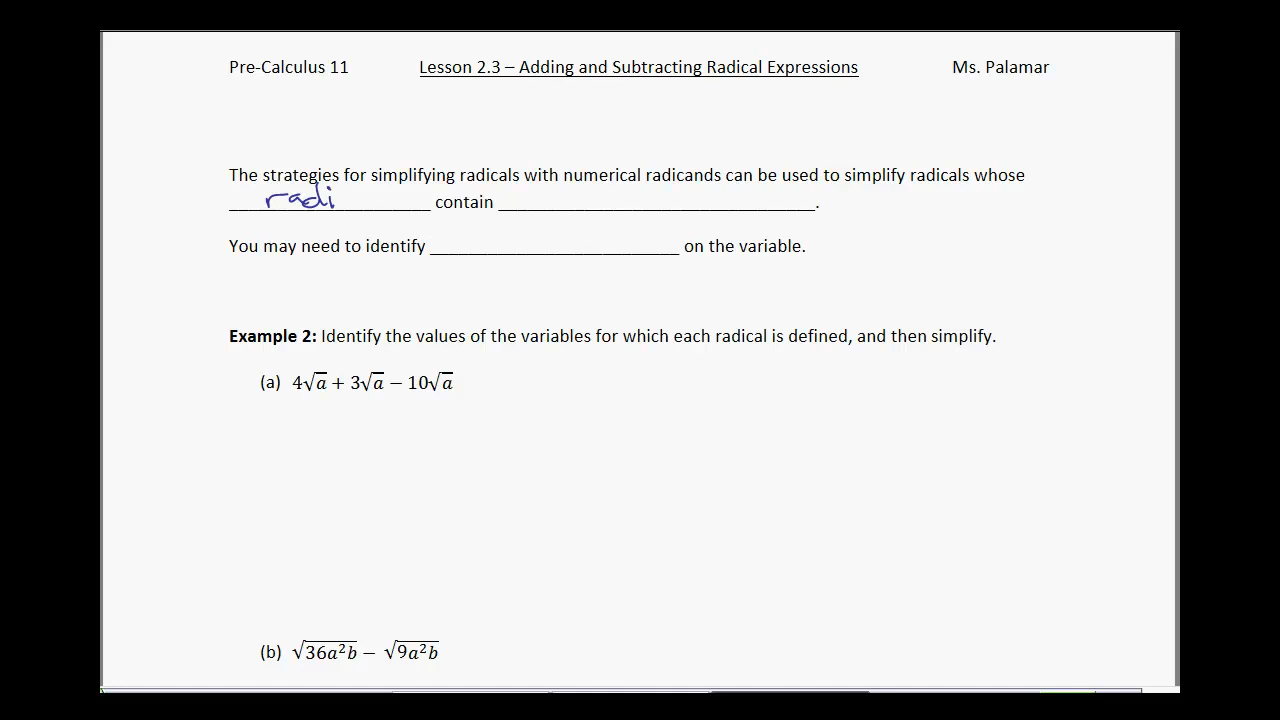 Pre-Calculus 11 Lesson 2.3 – Adding and Subtracting Radical Expressions Ms. Palamar
The strategies for simplifying radicals with numerical radicands can be used to simplify radicals whose
radi contain ______________________________.
You may need to identify ________________________ on the variable.
Example 2: Identify the values of the variables for which each radical is defined, and then simplify.
(a) 4√a + 3√a − 10√a
(b) √36a²b − √9a²b